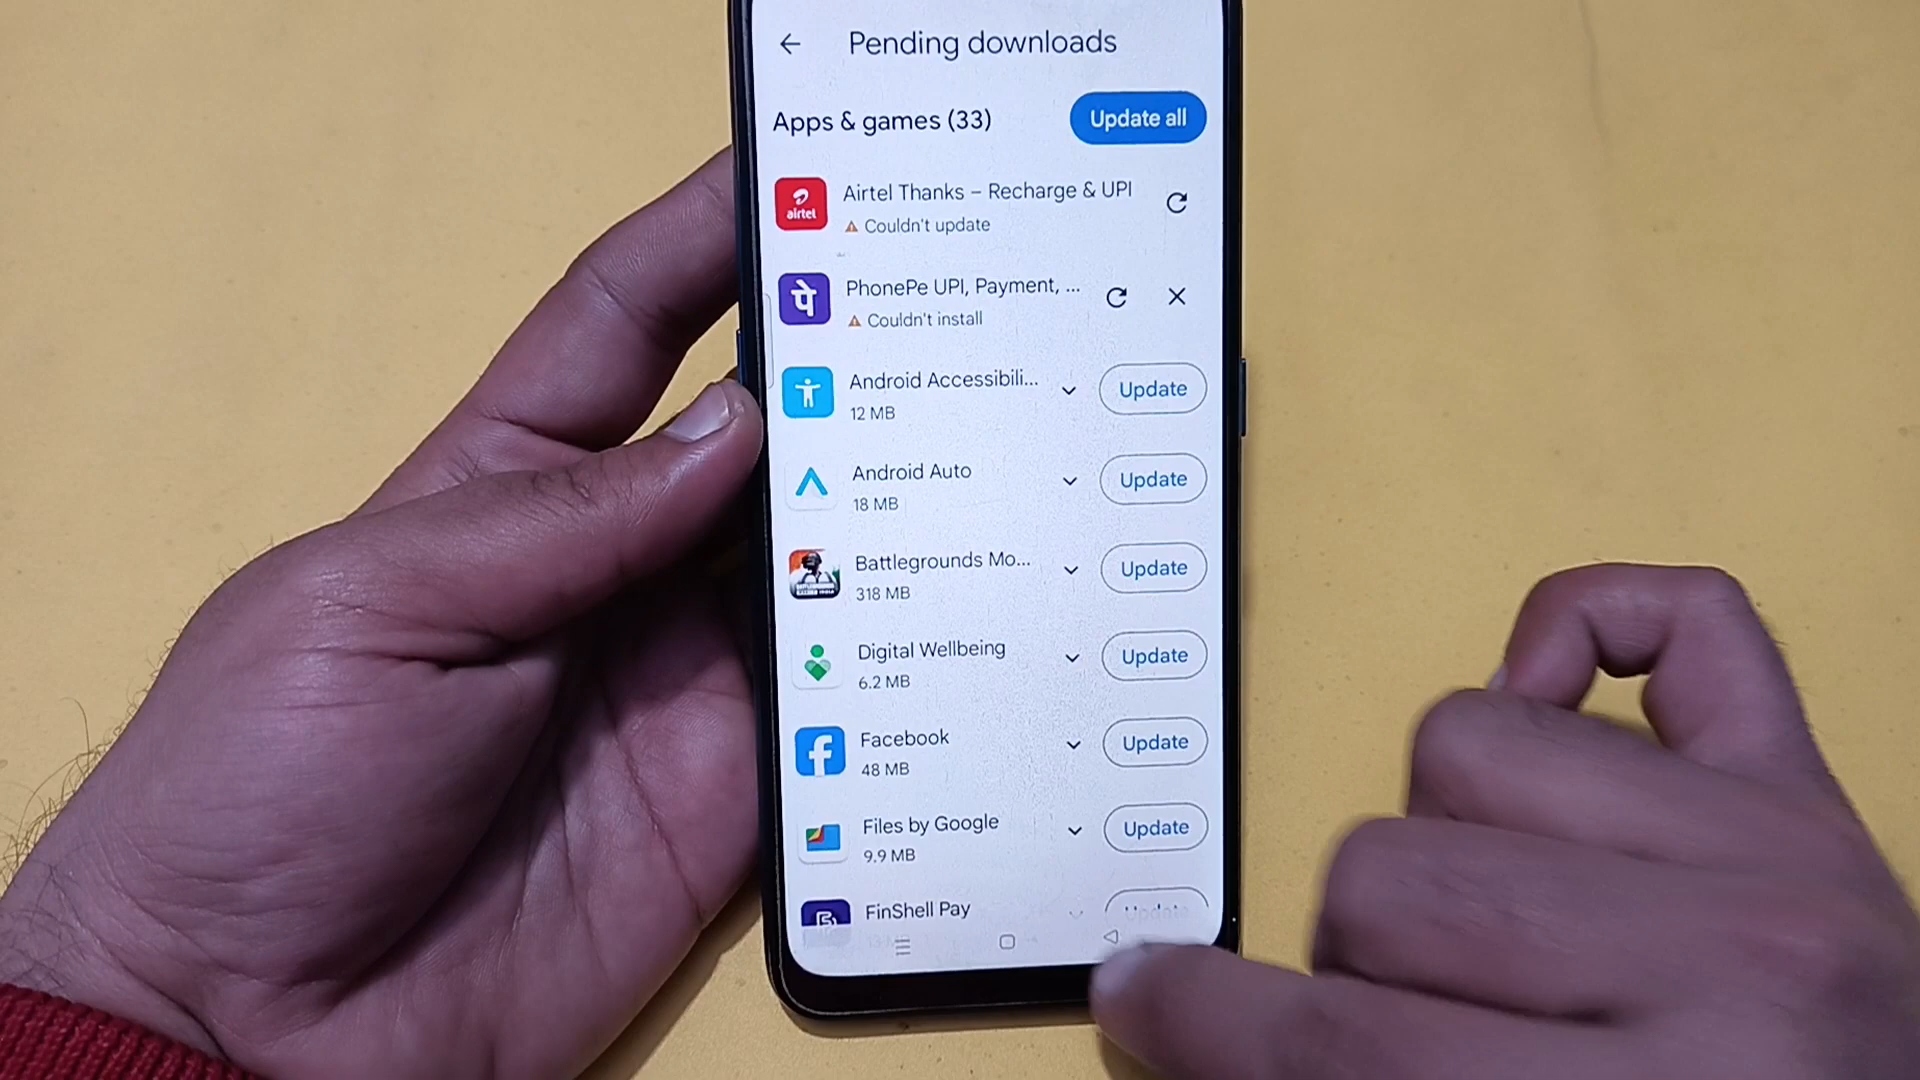 Pending downloads
Apps & games (33)
Update all
airtel
Airtel Thanks – Recharge & UPI
Couldn't update
पे
PhonePe UPI, Payment, ...
Couldn't install
Android Accessibili...
12 MB
Update
Android Auto
18 MB
Update
Battlegrounds Mo...
318 MB
Update
Digital Wellbeing
6.2 MB
Update
Facebook
48 MB
Update
Files by Google
9.9 MB
Update
FinShell Pay
Update